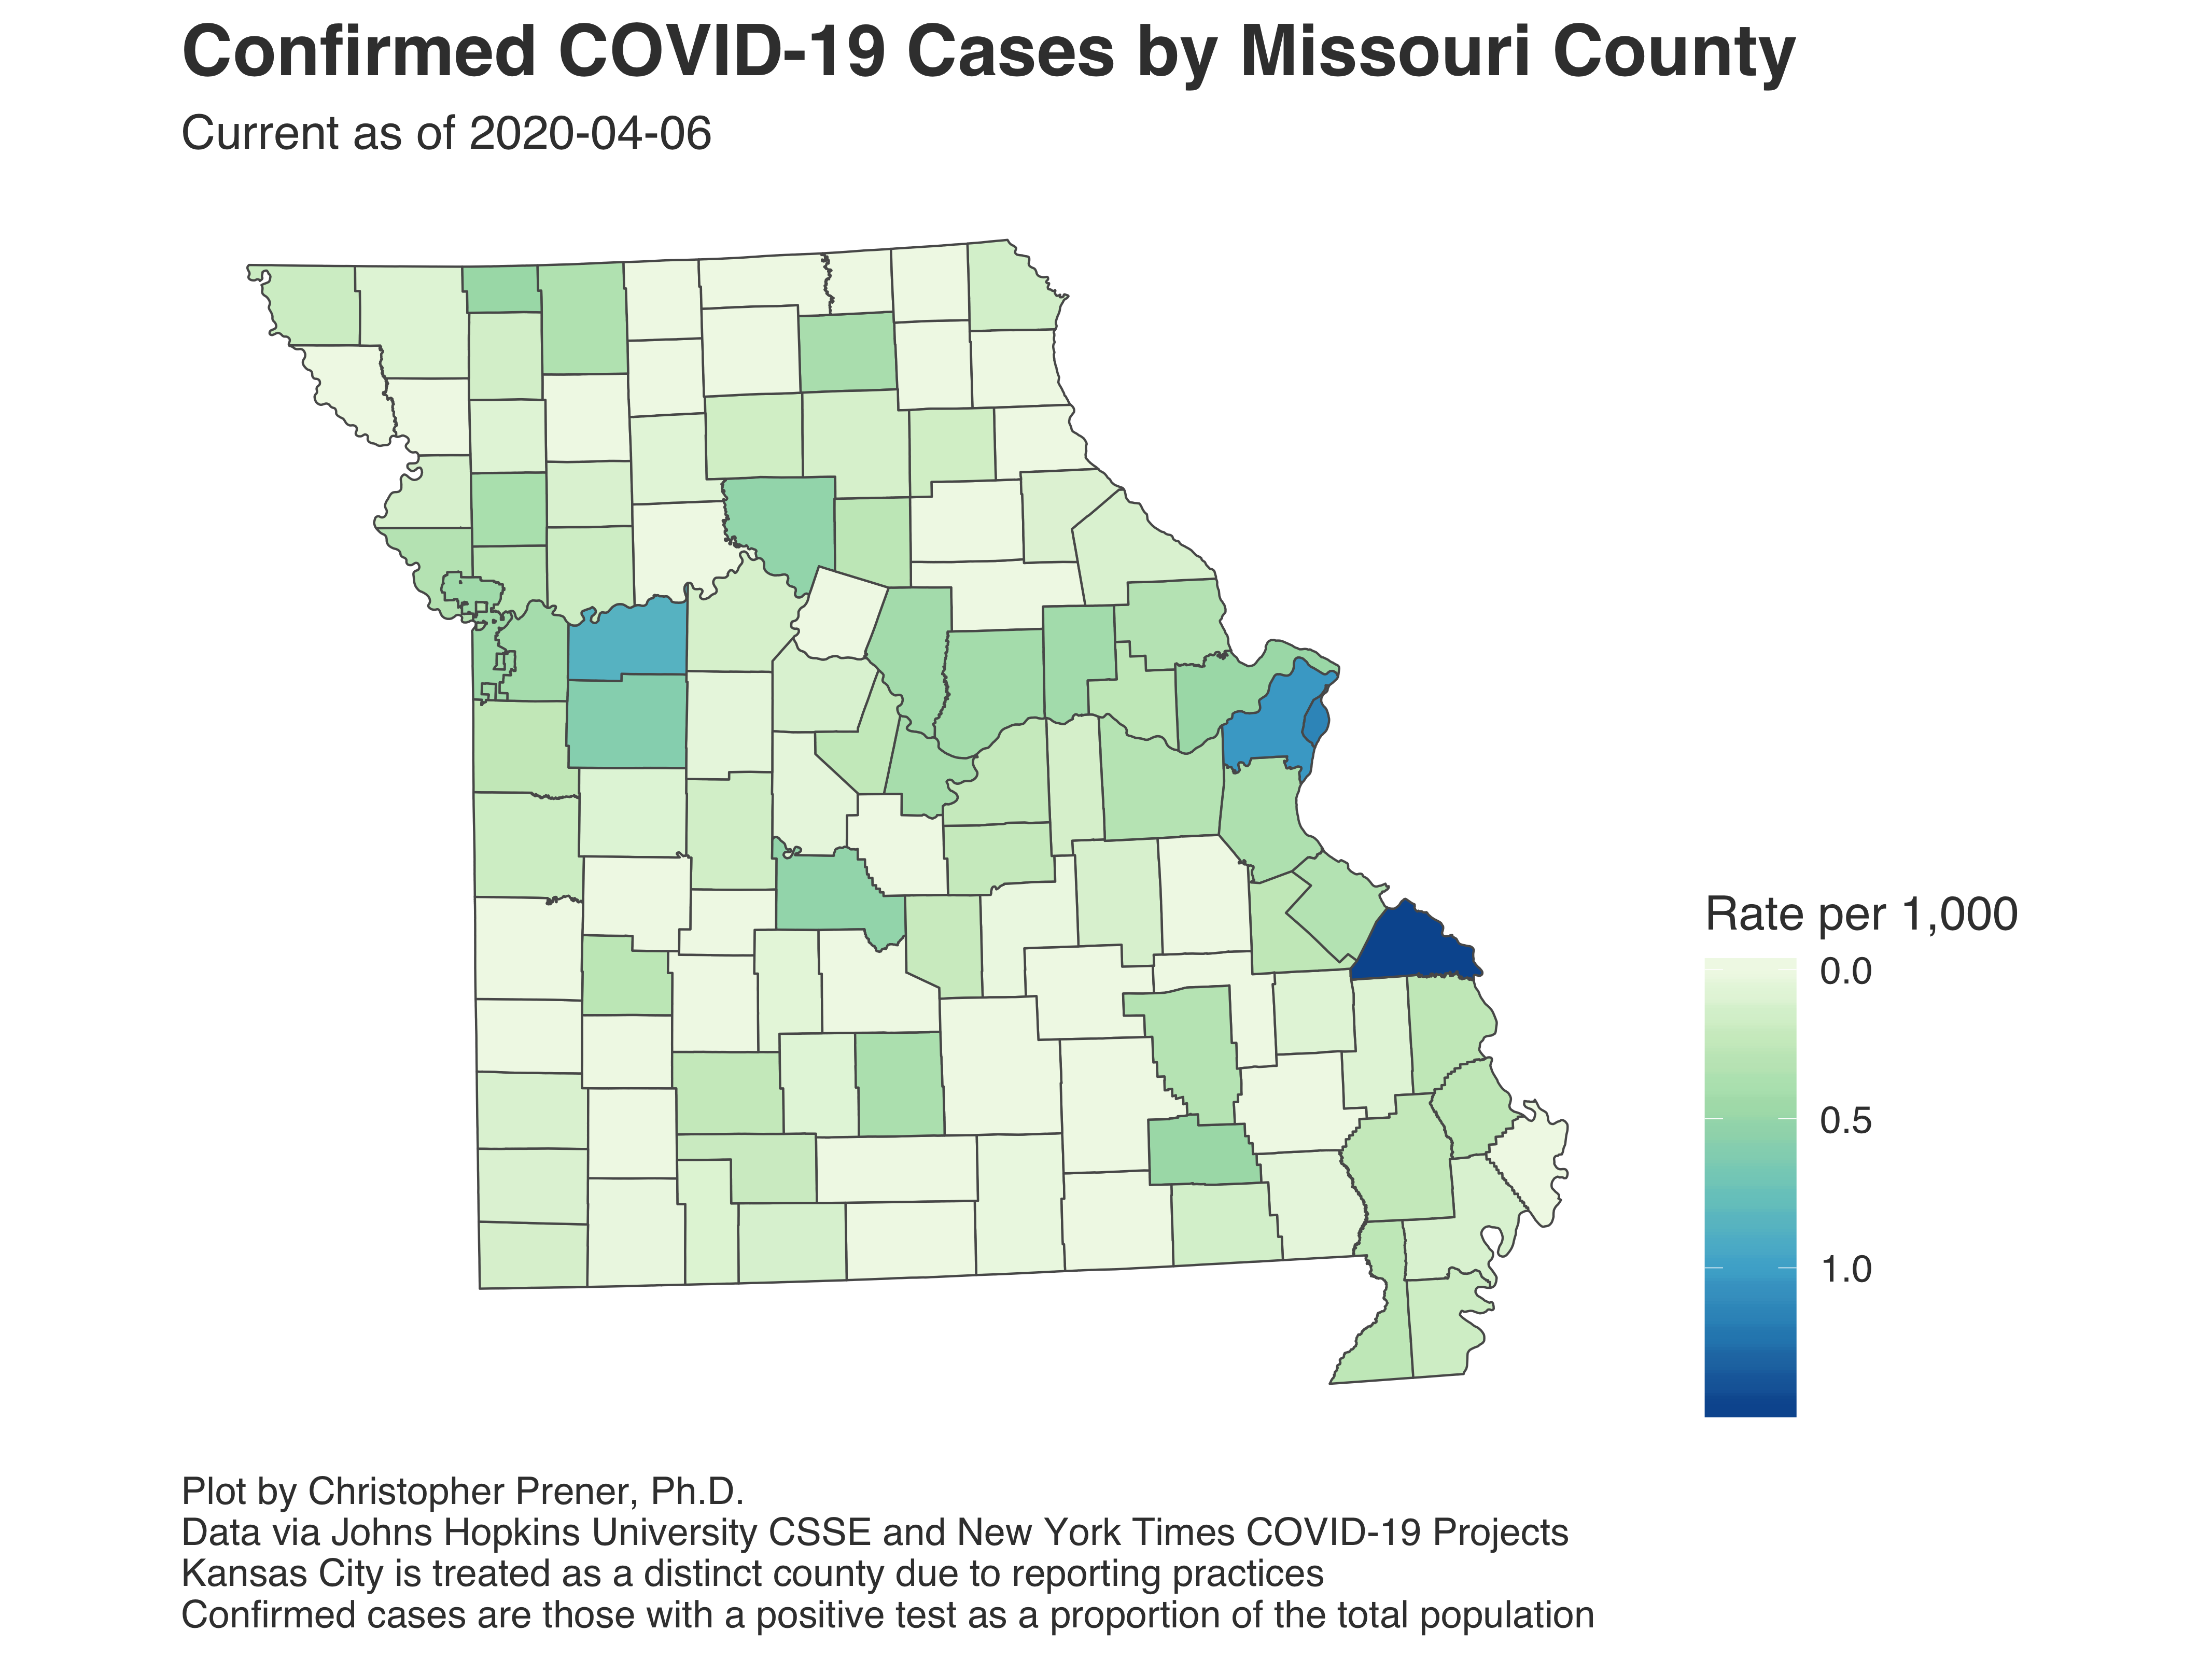 Confirmed COVID-19 Cases by Missouri County
Current as of 2020-04-06
Rate per 1,000
0.0
0.5
1.0
Plot by Christopher Prener, Ph.D.
Data via Johns Hopkins University CSSE and New York Times COVID-19 Projects
Kansas City is treated as a distinct county due to reporting practices
Confirmed cases are those with a positive test as a proportion of the total population